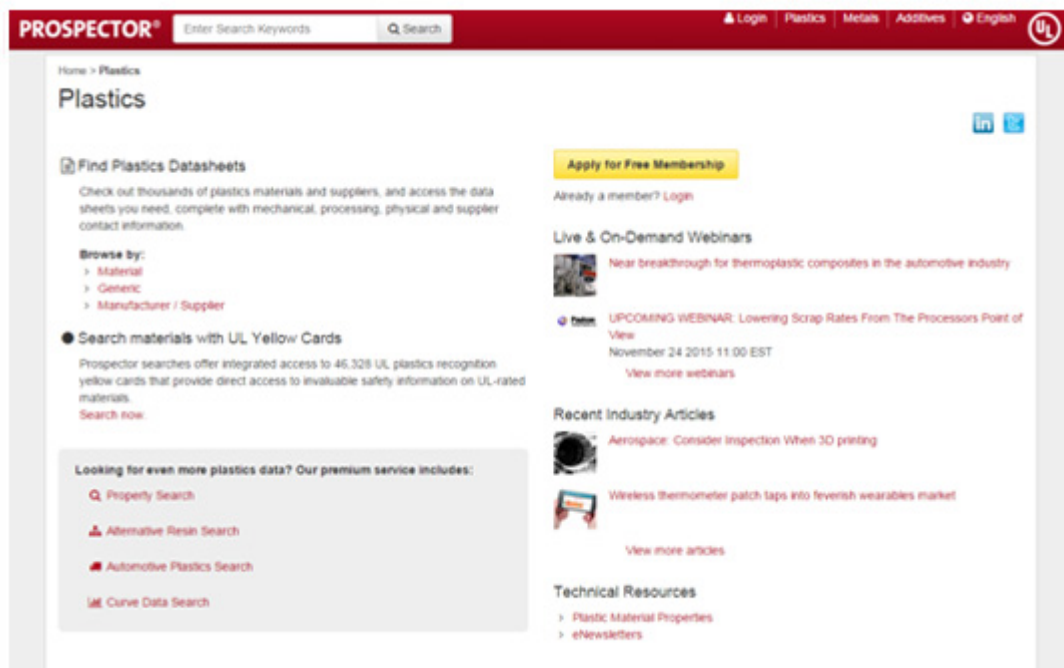 PROSPECTOR®
Enter Search Keywords
Search
Login
Plastics
Metals
Additives
English
UL
Home > Plastics
Plastics
Find Plastics Datasheets
Check out thousands of plastics materials and suppliers, and access the data
sheets you need, complete with mechanical, processing, physical and supplier
contact information.
Browse by:
> Material
> Generic
> Manufacturer / Supplier
Search materials with UL Yellow Cards
Prospector searches offer integrated access to 46,328 UL plastics recognition
yellow cards that provide direct access to invaluable safety information on UL-rated
materials.
Search now.
Looking for even more plastics data? Our premium service includes:
Property Search
Alternative Resin Search
Automotive Plastics Search
Curve Data Search
in
Apply for Free Membership
Already a member? Login
Live & On-Demand Webinars
Near breakthrough for thermoplastic composites in the automotive industry
UPCOMING WEBINAR: Lowering Scrap Rates From The Processors Point of
View
November 24 2015 11:00 EST
View more webinars
Recent Industry Articles
Aerospace: Consider Inspection When 3D printing
Wireless thermometer patch taps into feverish wearables market
View more articles
Technical Resources
> Plastic Material Properties
> eNewsletters